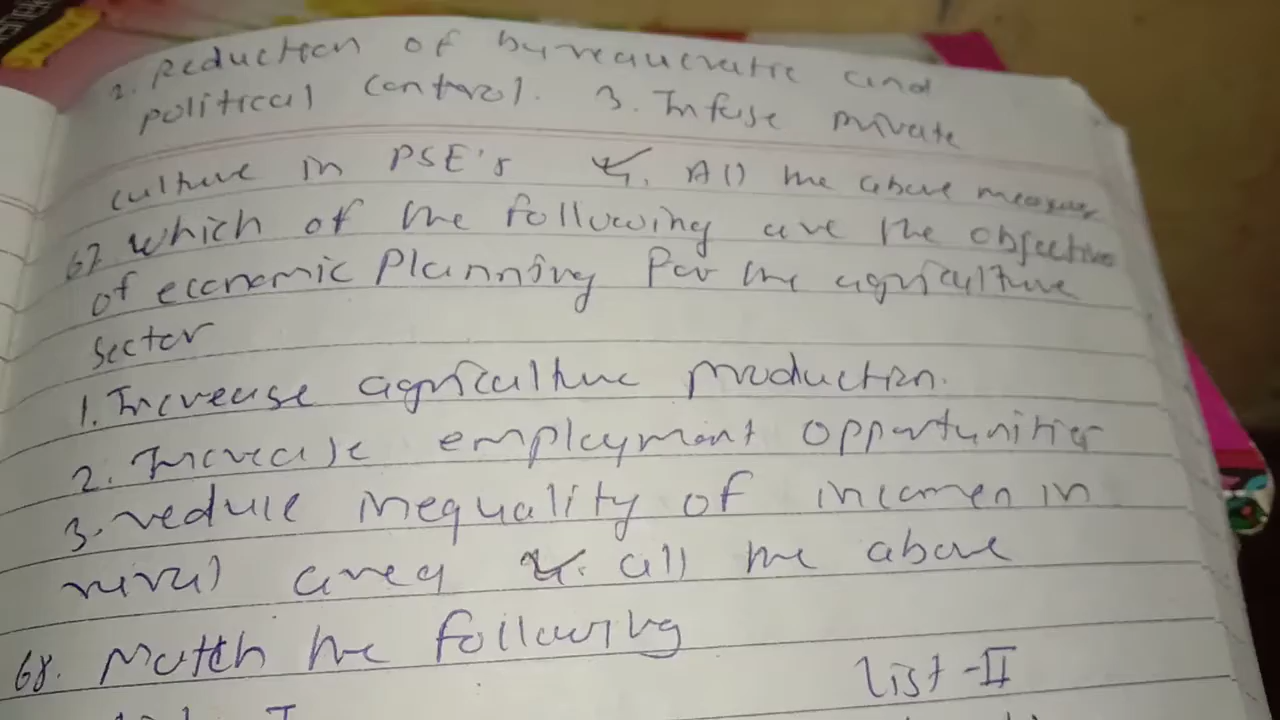 2. Reduction of bureaucratic and
political control. 3. Infuse private
culture in PSE's 4. All the above measures
67. which of the following are the objectives
of economic planning for the agriculture
sector
1. Increase agriculture production.
2. Increase employment opportunities
3. reduce inequality of incomen in
rural area 4. all the above
68. Match the following
List-II